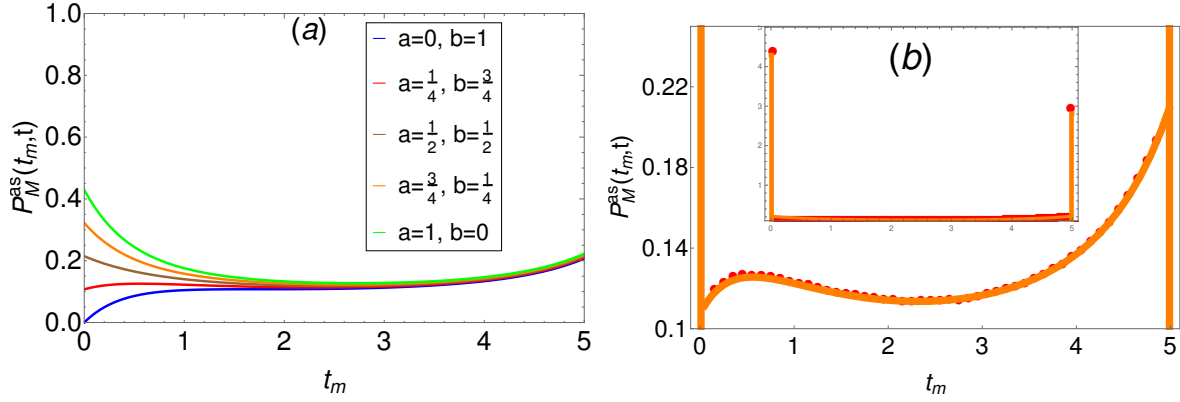 (a)
1.0
0.8
0.6
0.4
0.2
0.0
P_M^as(t_m,t)
a=0, b=1
a=1/4, b=3/4
a=1/2, b=1/2
a=3/4, b=1/4
a=1, b=0
0 1 2 3 4 5
t_m
(b)
0.22
0.18
0.14
0.1
P_M^as(t_m,t)
5
4
3
2
1
0 1 2 3 4 5
0 1 2 3 4 5
t_m